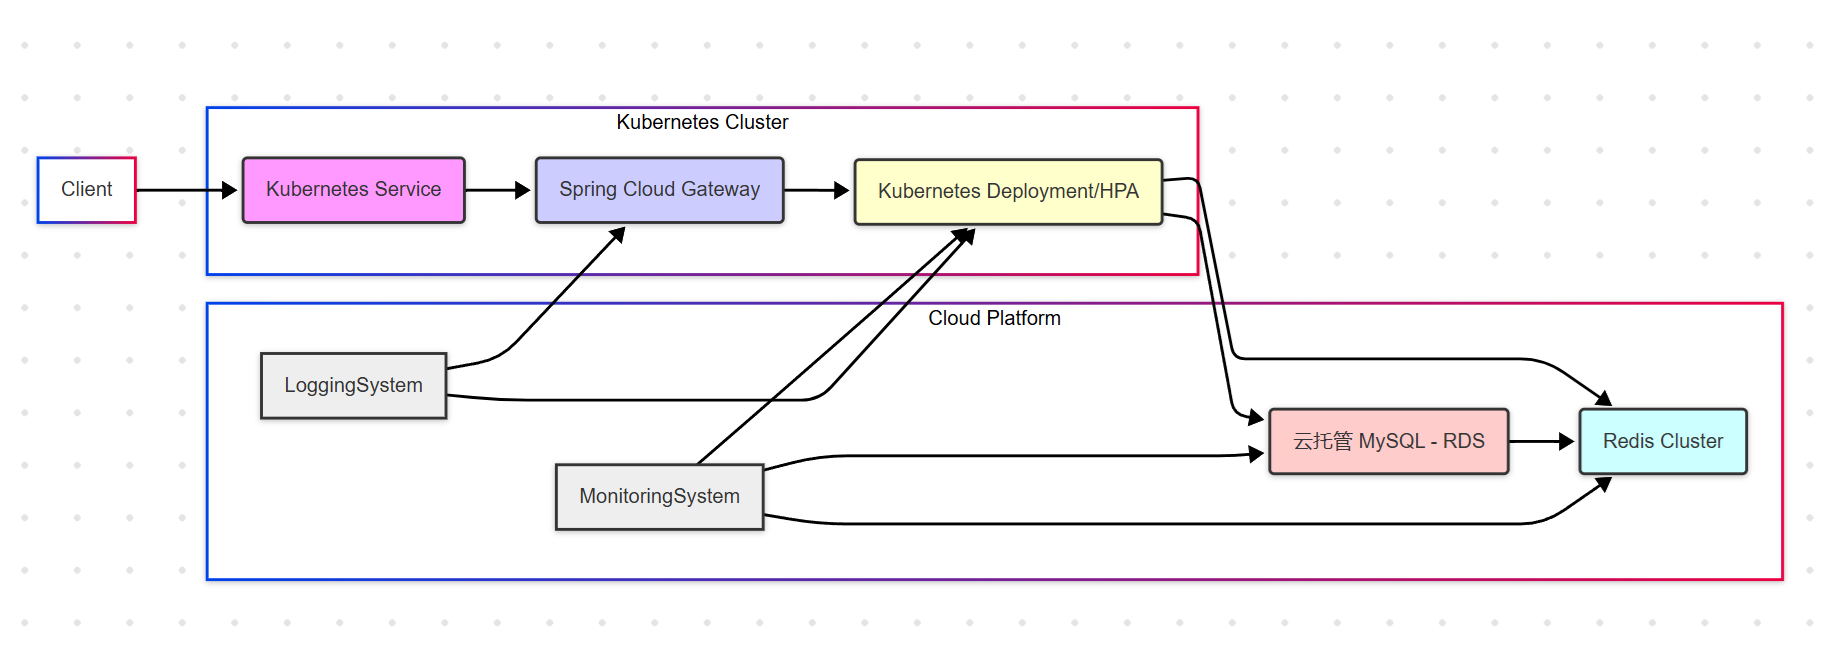 Kubernetes Cluster
Client
Kubernetes Service
Spring Cloud Gateway
Kubernetes Deployment/HPA
Cloud Platform
LoggingSystem
MonitoringSystem
云托管 MySQL - RDS
Redis Cluster